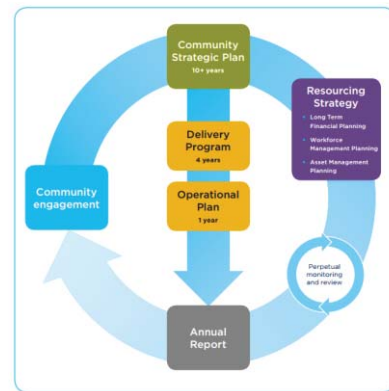 Community
Strategic Plan
10+ years
Resourcing
Strategy
• Long Term
Financial Planning
• Workforce
Management Planning
• Asset Management
Planning
Delivery
Program
4 years
Community
engagement
Operational
Plan
1 year
Perpetual
monitoring
and review
Annual
Report